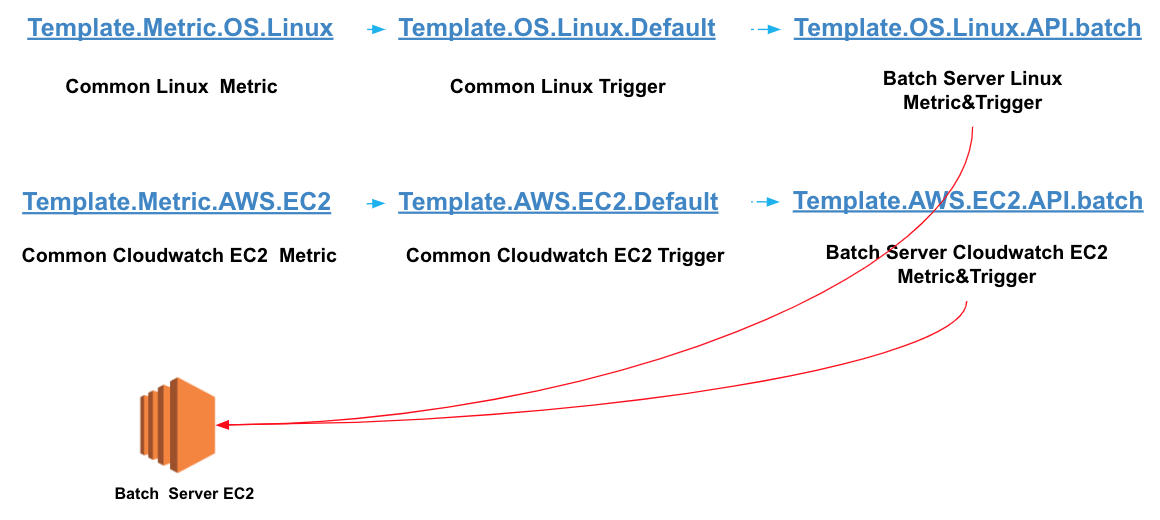 Template.Metric.OS.Linux Template.OS.Linux.Default Template.OS.Linux.API.batch
Common Linux  Metric Common Linux Trigger Batch Server Linux
Metric&Trigger
Template.Metric.AWS.EC2 Template.AWS.EC2.Default Template.AWS.EC2.API.batch
Common Cloudwatch EC2  Metric Common Cloudwatch EC2 Trigger Batch Server Cloudwatch EC2
Metric&Trigger
Batch  Server EC2